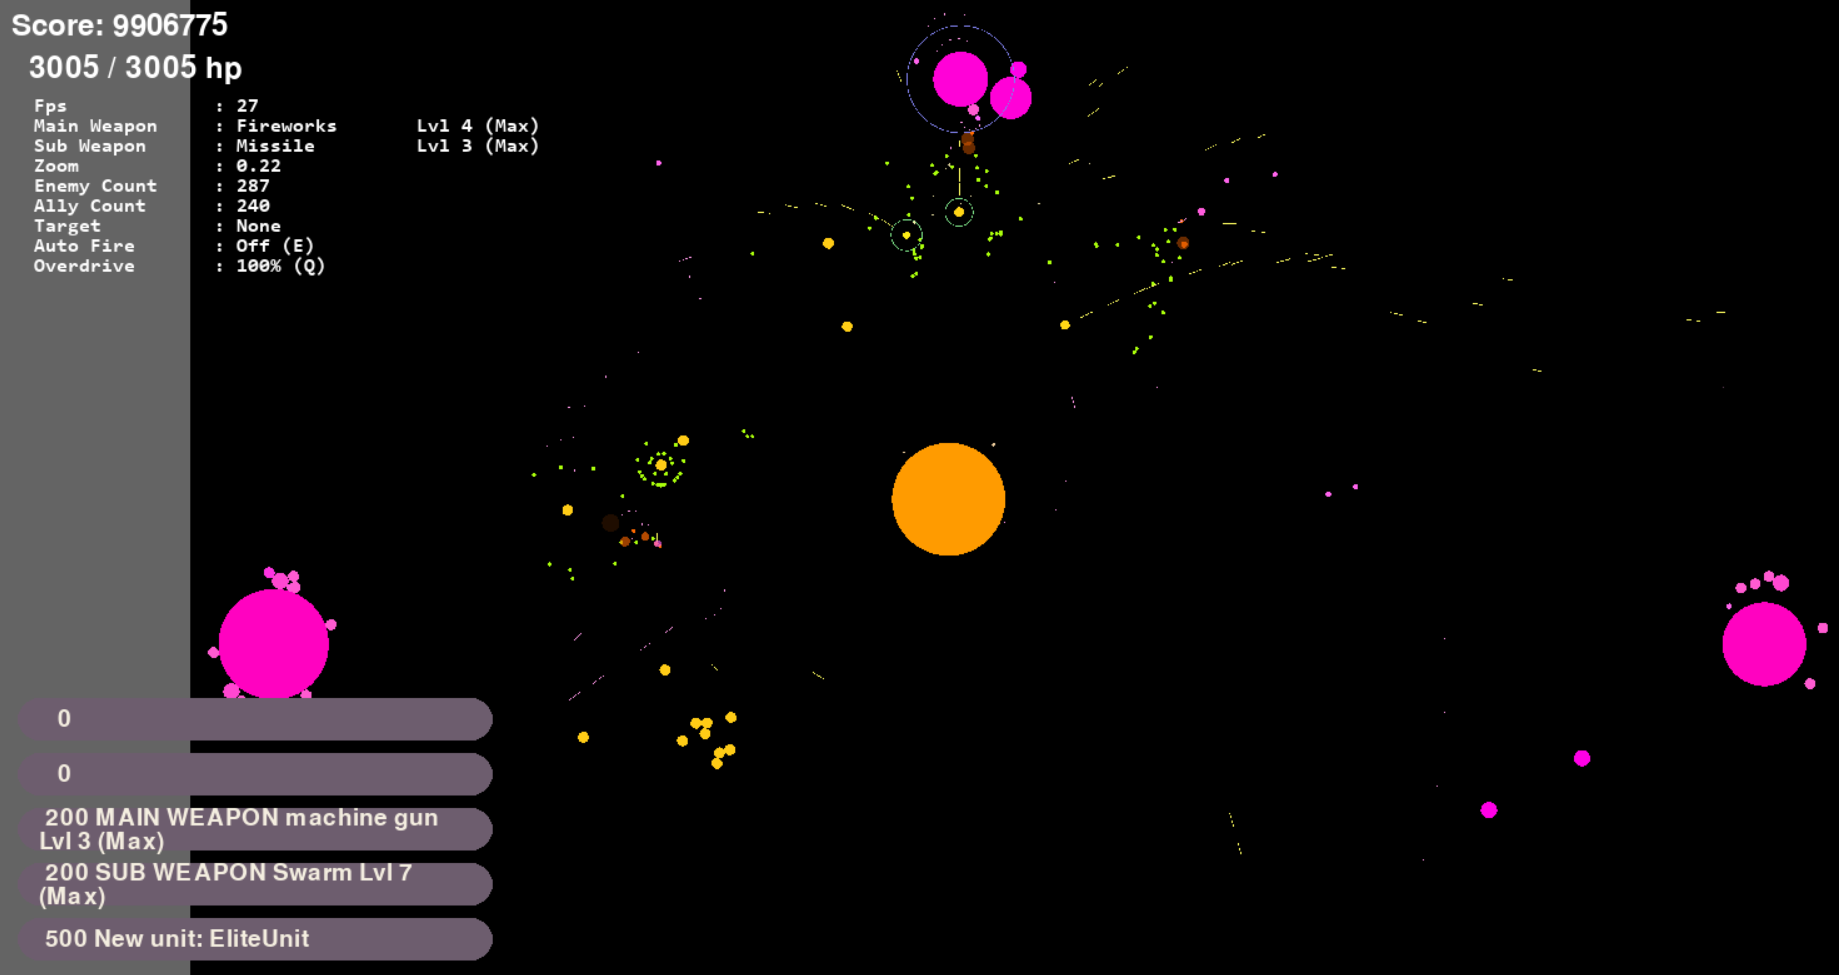 Score: 9906775
3005 / 3005 hp
Fps : 27
Main Weapon : Fireworks Lvl 4 (Max)
Sub Weapon : Missile Lvl 3 (Max)
Zoom : 0.22
Enemy Count : 287
Ally Count : 240
Target : None
Auto Fire : Off (E)
Overdrive : 100% (Q)
0
0
200 MAIN WEAPON machine gun
Lvl 3 (Max)
200 SUB WEAPON Swarm Lvl 7
(Max)
500 New unit: EliteUnit